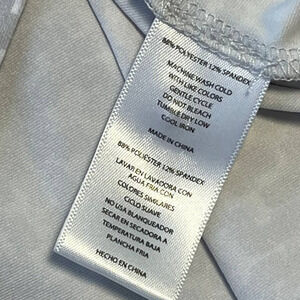 88% POLYESTER 12% SPANDEX
MACHINE WASH COLD
WITH LIKE COLORS
GENTLE CYCLE
DO NOT BLEACH
TUMBLE DRY LOW
COOL IRON
MADE IN CHINA
88% POLYESTER 12% SPANDEX
LAVAR EN LAVADORA CON
AGUA FRIA CON
COLORES SIMILARES
CICLO SUAVE
NO USA BLANQUEADOR
SECAR EN SECADORA A
TEMPERATURA BAJA
PLANCHA FRIA
HECHO EN CHINA